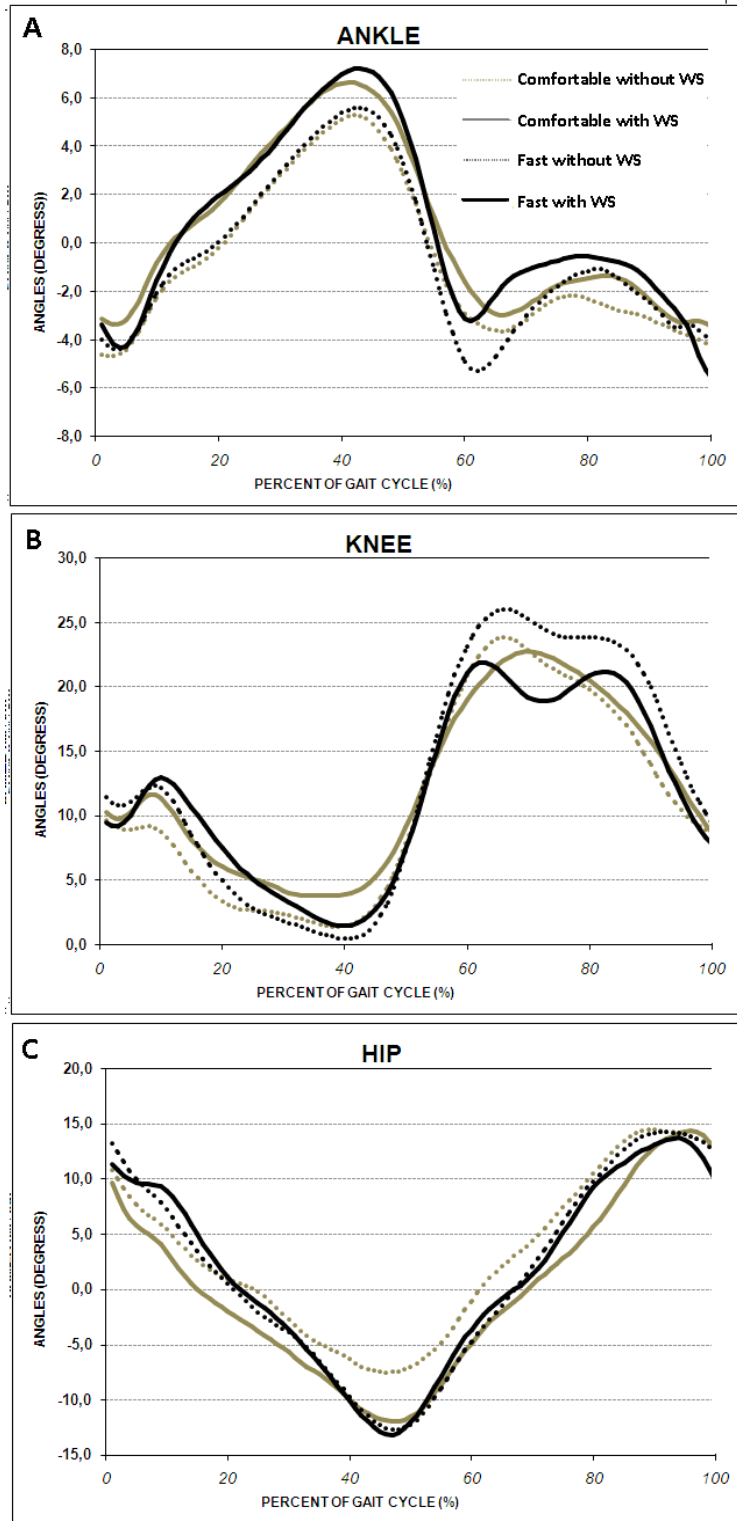 A
ANKLE
8,0
6,0
4,0
2,0
0,0
-2,0
-4,0
-6,0
-8,0
ANGLES (DEGRESS))
Comfortable without WS
Comfortable with WS
Fast without WS
Fast with WS
0 20 40 60 80 100
PERCENT OF GAIT CYCLE (%)
B
KNEE
30,0
25,0
20,0
15,0
10,0
5,0
0,0
ANGLES (DEGRESS)
0 20 40 60 80 100
PERCENT OF GAIT CYCLE (%)
C
HIP
20,0
15,0
10,0
5,0
0,0
-5,0
-10,0
-15,0
ANGLES (DEGRESS)
0 20 40 60 80 100
PERCENT OF GAIT CYCLE (%)